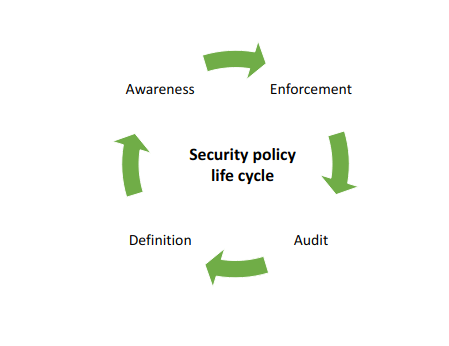 Awareness
Enforcement
Security policy
life cycle
Definition
Audit